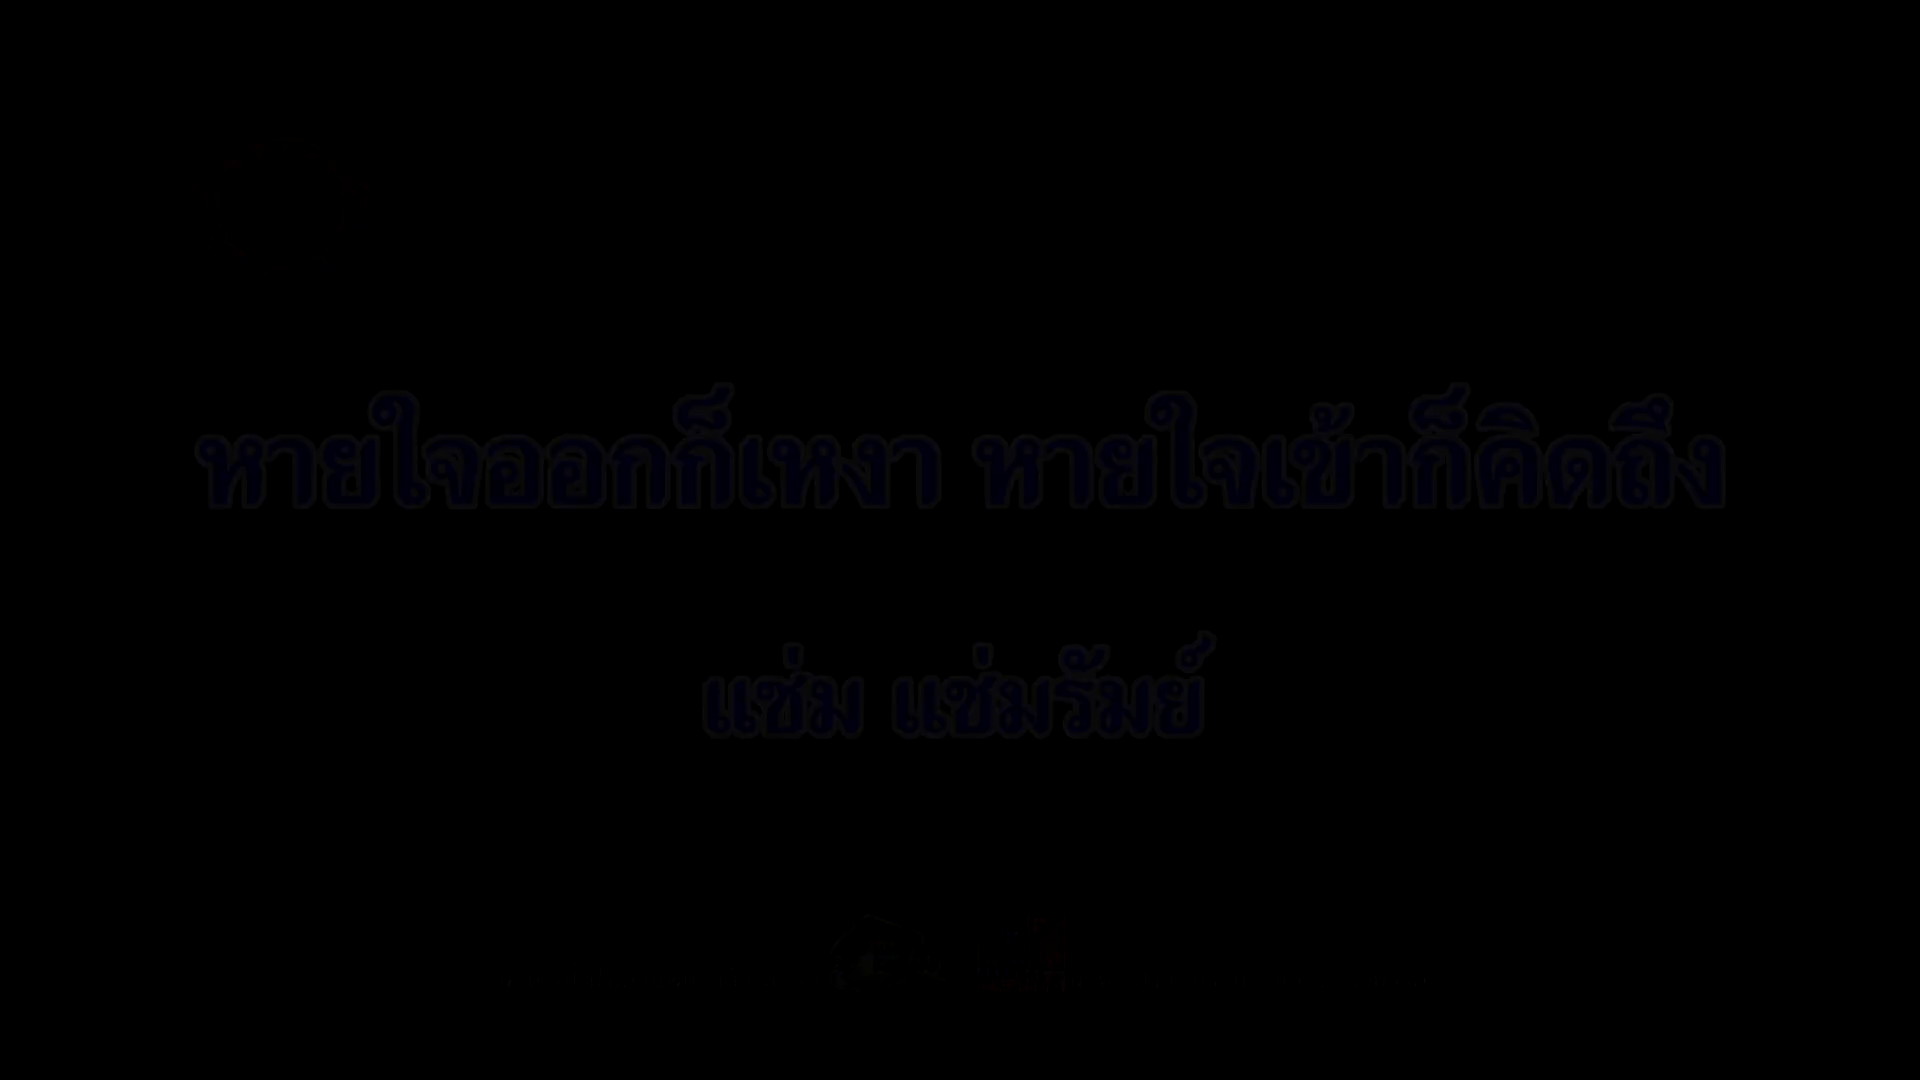 หายใจออกก็เหงา หายใจเข้าก็คิดถึง
แช่ม แช่มรัมย์